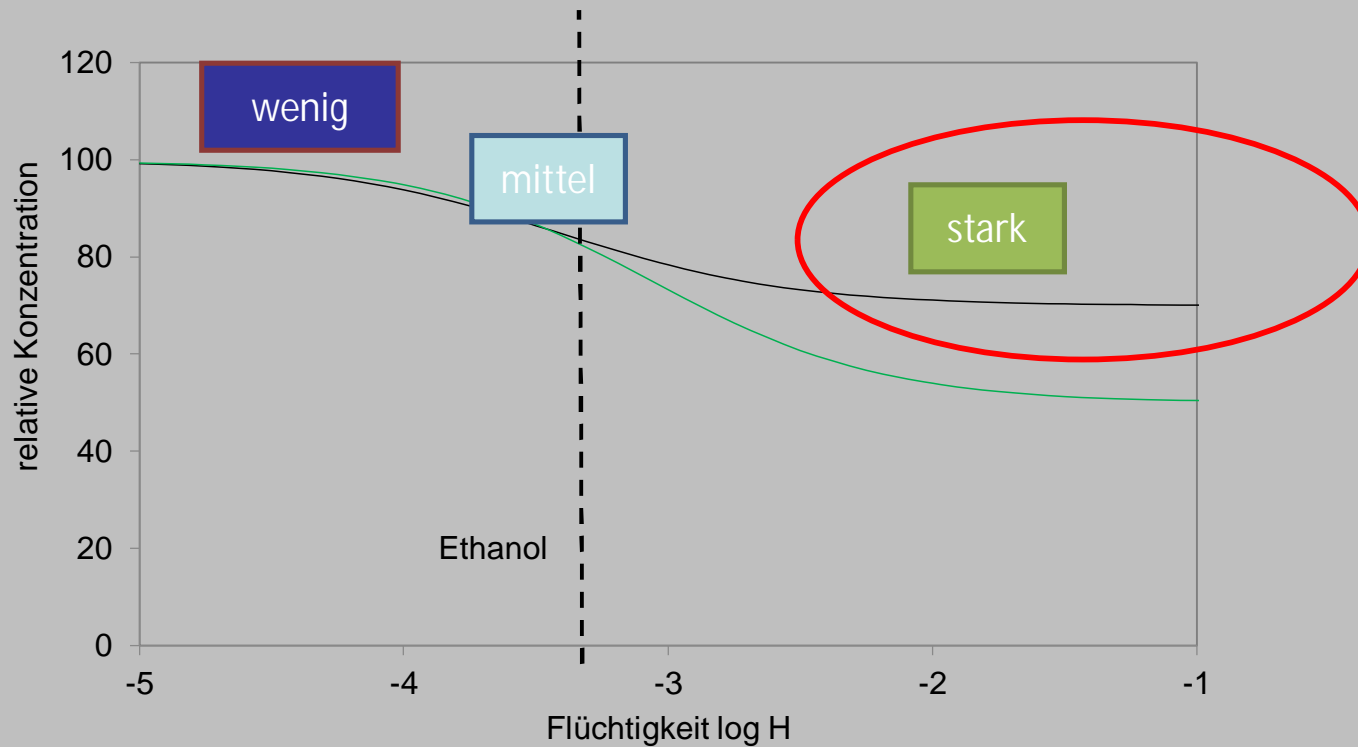 120
wenig
100
mittel
stark
80
60
40
Ethanol
20
0
-5
-4
-3
-2
-1
relative Konzentration
Flüchtigkeit log H